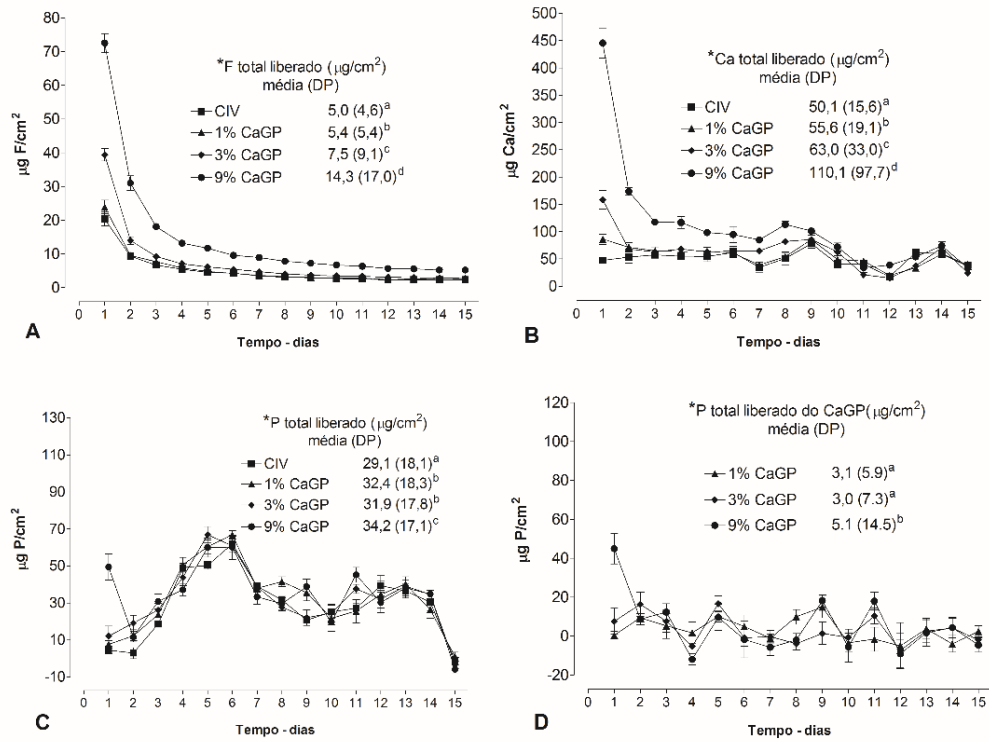 *F total liberado (µg/cm2)
média (DP)
CIV 5,0 (4,6)a
1% CaGP 5,4 (5,4)b
3% CaGP 7,5 (9,1)c
9% CaGP 14,3 (17,0)d
µg F/cm2
80
70
60
50
40
30
20
10
0
0 1 2 3 4 5 6 7 8 9 10 11 12 13 14 15
A
Tempo - dias
*Ca total liberado (µg/cm2)
média (DP)
CIV 50,1 (15,6)a
1% CaGP 55,6 (19,1)b
3% CaGP 63,0 (33,0)c
9% CaGP 110,1 (97,7)d
µg Ca/cm2
500
450
400
350
300
250
200
150
100
50
0
0 1 2 3 4 5 6 7 8 9 10 11 12 13 14 15
B
Tempo - dias
*P total liberado (µg/cm2)
média (DP)
CIV 29,1 (18,1)a
1% CaGP 32,4 (18,3)b
3% CaGP 31,9 (17,8)b
9% CaGP 34,2 (17,1)c
µg P/cm2
130
110
90
70
50
30
10
-10
0 1 2 3 4 5 6 7 8 9 10 11 12 13 14 15
C
Tempo - dias
*P total liberado do CaGP(µg/cm2)
média (DP)
1% CaGP 3,1 (5.9)a
3% CaGP 3,0 (7.3)a
9% CaGP 5.1 (14.5)b
µg P/cm2
120
100
80
60
40
20
0
-20
0 1 2 3 4 5 6 7 8 9 10 11 12 13 14 15
D
Tempo - dias